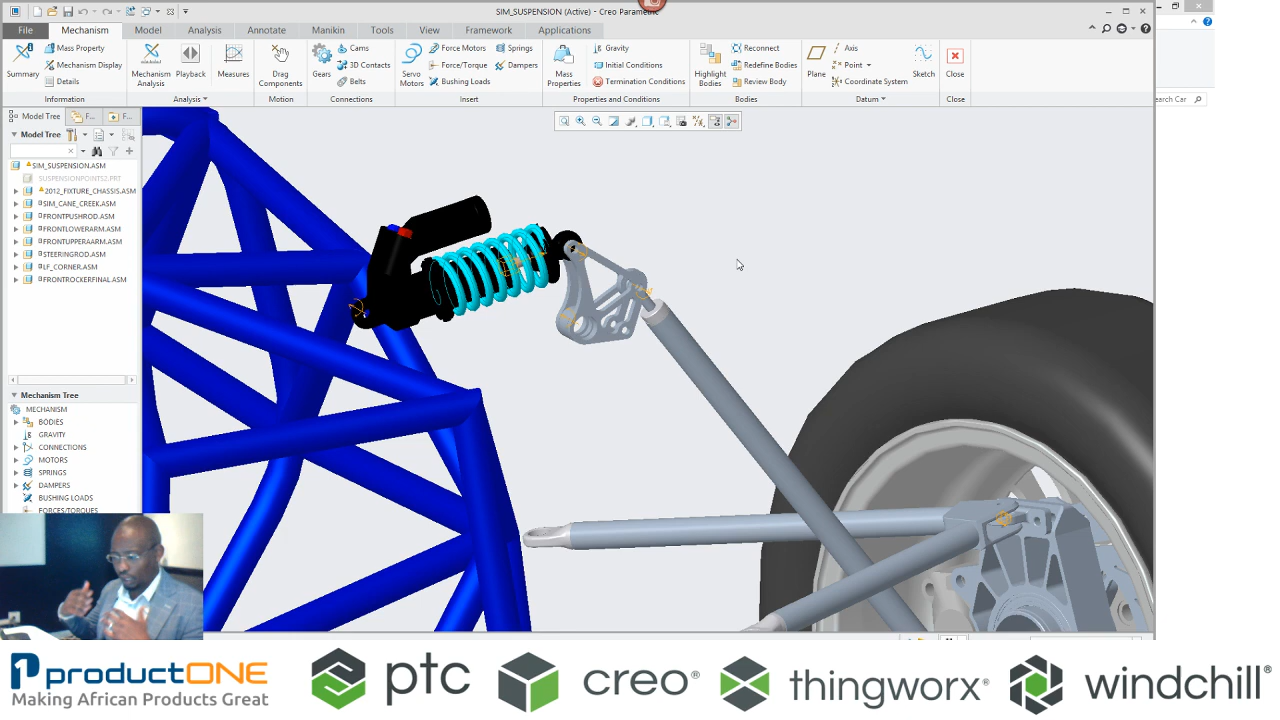 SIM_SUSPENSION (Active) - Creo Parametric
File Mechanism Model Analysis Annotate Manikin Tools View Framework Applications
Summary
Mass Property
Mechanism Display
Details
Information
Mechanism Analysis
Playback
Measures
Analysis
Drag Components
Motion
Gears
Cams
3D Contacts
Belts
Connections
Servo Motors
Force Motors
Force/Torque
Bushing Loads
Springs
Dampers
Insert
Mass Properties
Gravity
Initial Conditions
Termination Conditions
Properties and Conditions
Highlight Bodies
Reconnect
Redefine Bodies
Review Body
Bodies
Plane
Axis
Point
Coordinate System
Sketch
Datum
Close
Close
earch Car
Model Tree F... F...
Model Tree
SIM_SUSPENSION.ASM
SUSPENSIONPOINTS2.PRT
2012_FIXTURE_CHASSIS.ASM
SIM_CANE_CREEK.ASM
FRONTPUSHROD.ASM
FRONTLOWERARM.ASM
FRONTUPPERAARM.ASM
STEERINGROD.ASM
LF_CORNER.ASM
FRONTROCKERFINAL.ASM
Mechanism Tree
MECHANISM
BODIES
GRAVITY
CONNECTIONS
MOTORS
SPRINGS
DAMPERS
BUSHING LOADS
FORCES/TORQUES
productONE
Making African Products Great
ptc
creo®
thingworx®
windchill®